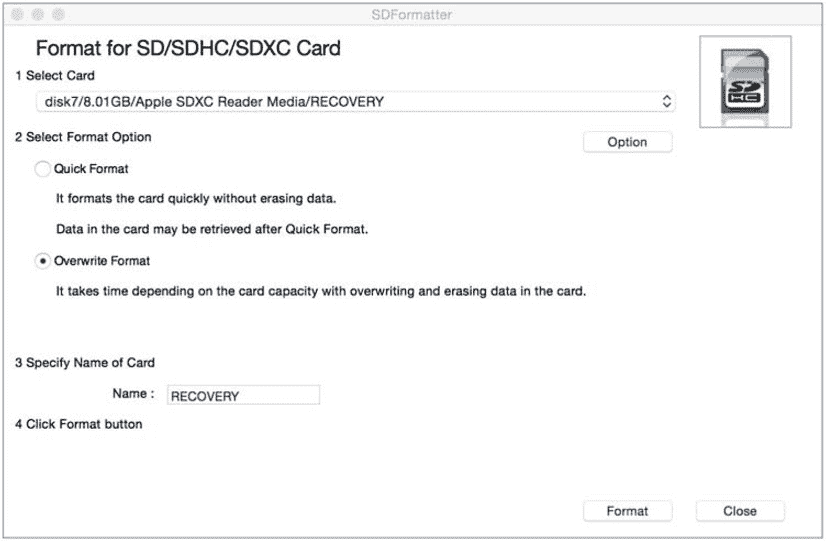 SDFormatter
Format for SD/SDHC/SDXC Card
1 Select Card
disk7/8.01GB/Apple SDXC Reader Media/RECOVERY
SD
HC
2 Select Format Option
Option
Quick Format
It formats the card quickly without erasing data.
Data in the card may be retrieved after Quick Format.
Overwrite Format
It takes time depending on the card capacity with overwriting and erasing data in the card.
3 Specify Name of Card
Name : RECOVERY
4 Click Format button
Format Close